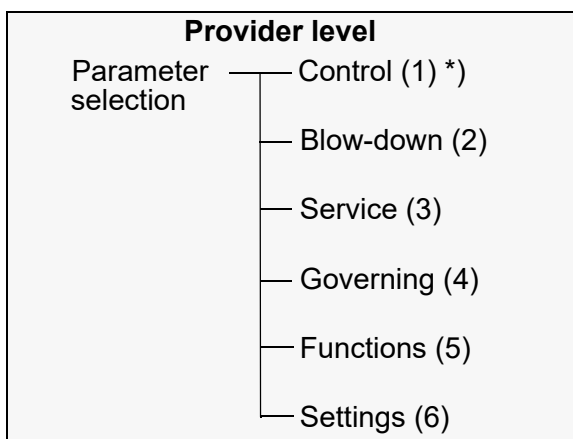 Provider level
Parameter
selection
Control (1) *)
Blow-down (2)
Service (3)
Governing (4)
Functions (5)
Settings (6)